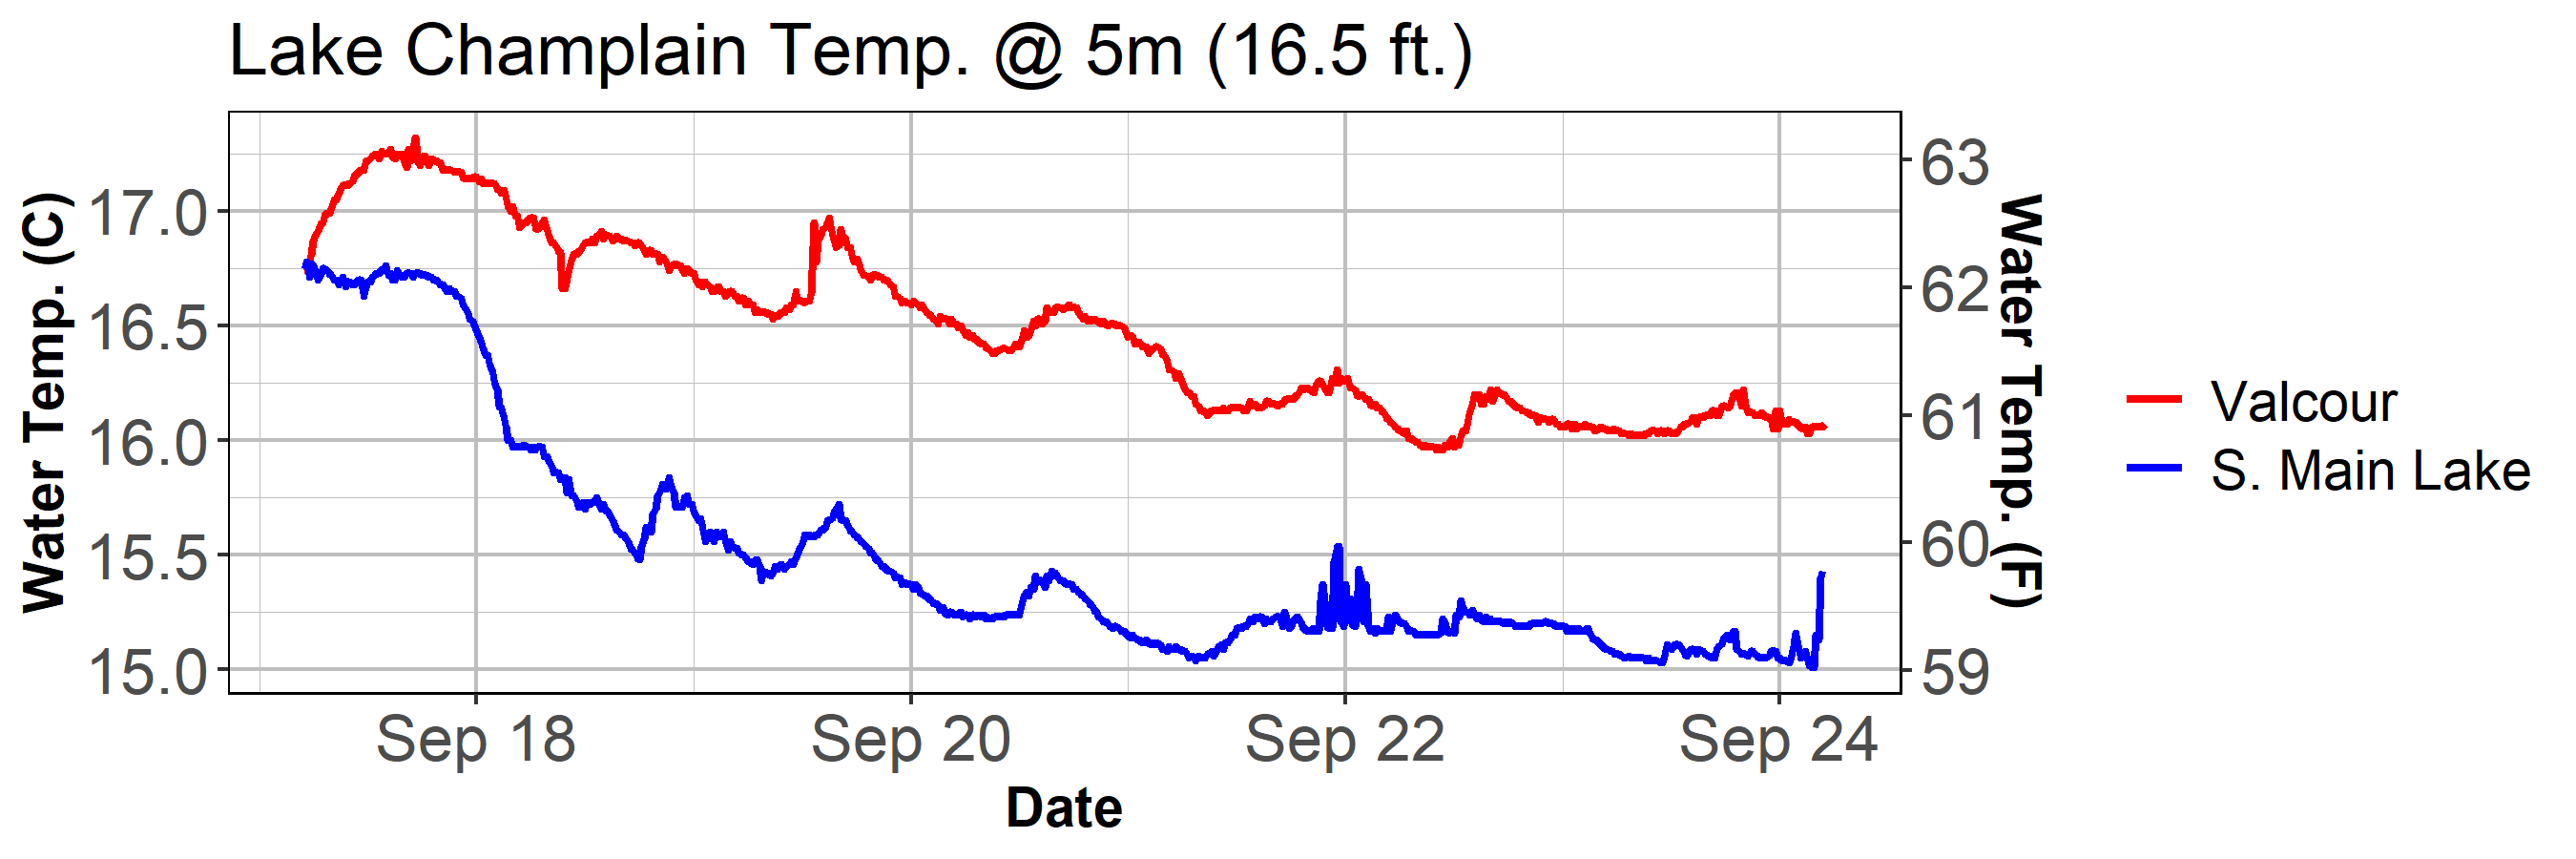 Lake Champlain Temp. @ 5m (16.5 ft.)
Water Temp. (C)
17.0
16.5
16.0
15.5
15.0
63
62
61
60
59
Water Temp. (F)
Valcour
S. Main Lake
Sep 18
Sep 20
Sep 22
Sep 24
Date